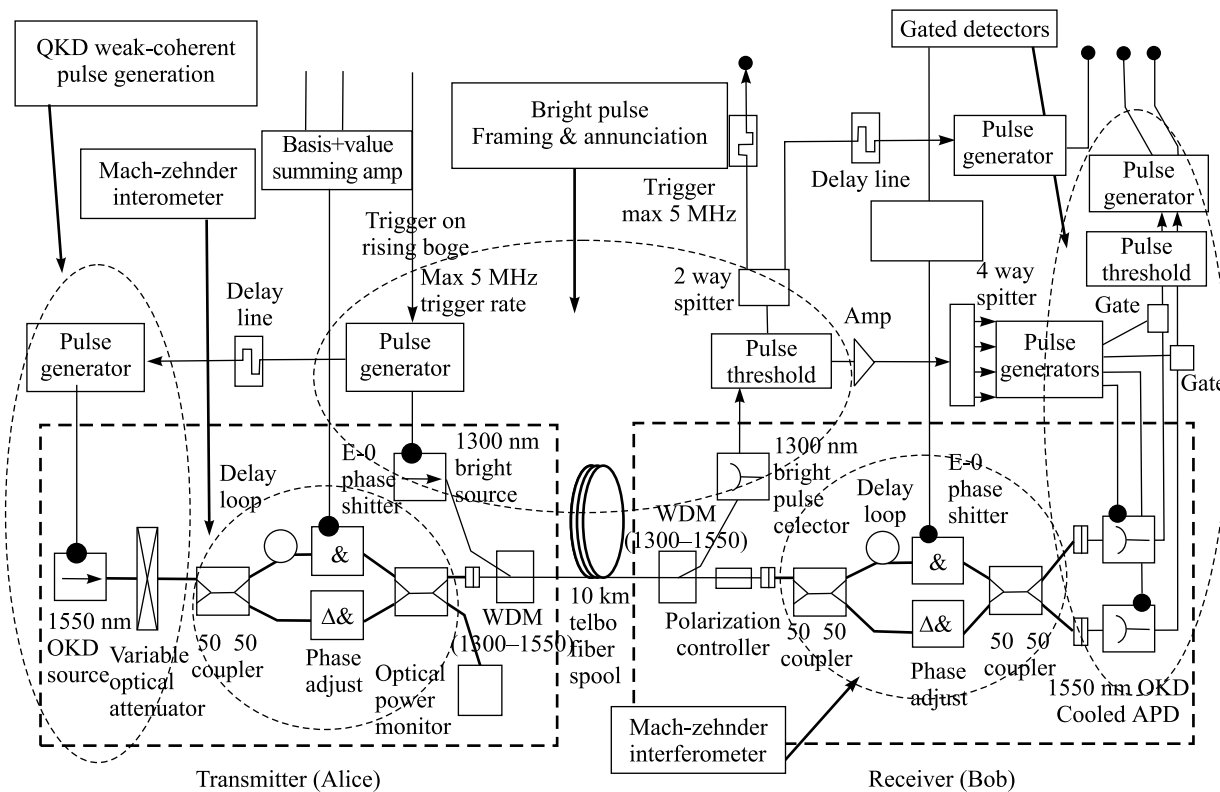 QKD weak-coherent
pulse generation
Mach-zehnder
interometer
Basis+value
summing amp
Trigger on
rising boge
Max 5 MHz
trigger rate
Bright pulse
Framing & annunciation
Trigger
max 5 MHz
Delay line
Gated detectors
Pulse
generator
Pulse
generator
Pulse
threshold
Gate
Gate
4 way
spitter
2 way
spitter
Amp
Pulse
generators
Pulse
threshold
Delay
line
Pulse
generator
Pulse
generator
Delay
loop
E-0
phase
shitter
1300 nm
bright
source
&
Δ&
1550 nm
OKD
source
Variable
optical
attenuator
50 50
coupler
Phase
adjust
Optical
power
monitor
WDM
(1300–1550)
10 km
telbo
fiber
spool
WDM
(1300–1550)
1300 nm
bright
pulse
celector
Polarization
controller
Delay
loop
E-0
phase
shitter
&
Δ&
50 50
coupler
Phase
adjust
50 50
coupler
1550 nm OKD
Cooled APD
Mach-zehnder
interferometer
Transmitter (Alice)
Receiver (Bob)